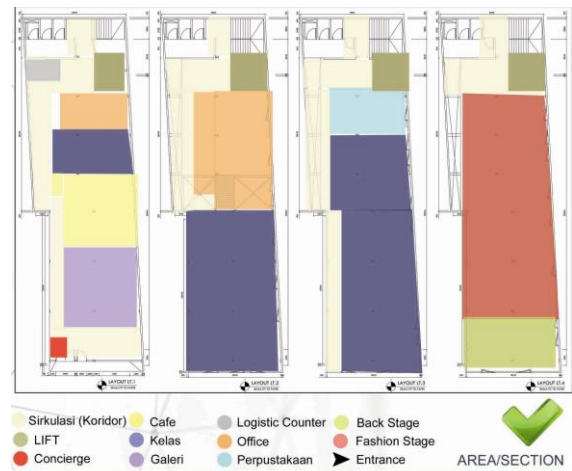 LAYOUT LT.1
LAYOUT LT.2
LAYOUT LT.3
LAYOUT LT.4
Sirkulasi (Koridor)
Cafe
Logistic Counter
Back Stage
LIFT
Kelas
Office
Fashion Stage
Concierge
Galeri
Perpustakaan
Entrance
AREA/SECTION